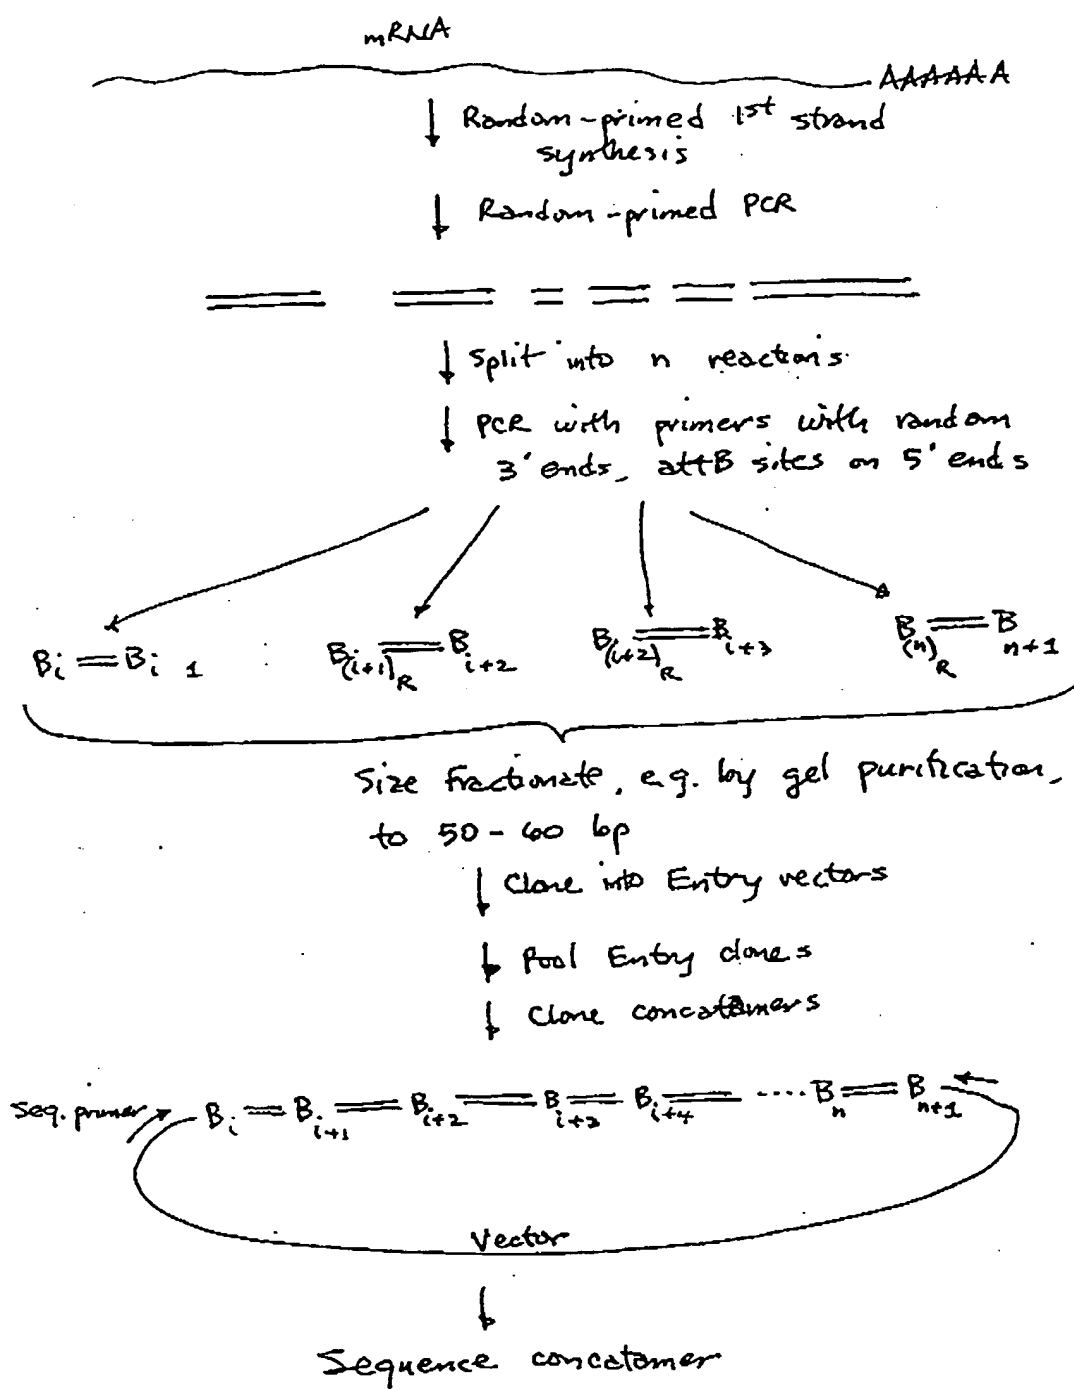 mRNA
AAAAAA
Random-primed 1st strand
synthesis
Random-primed PCR
Split into n reactions
PCR with primers with random
3' ends, attB sites on 5' ends
Bi = Bi 1 B(i+1)R = Bi+2 B(i+2)R = Bi+3 B(n)R = Bn+1
Size fractionate, e.g. by gel purification,
to 50-60 bp
Clone into Entry vectors
Pool Entry clones
Clone concatamers
Seq. primer Bi = Bi+1 = Bi+2 = Bi+3 = Bi+4 = .... Bn = Bn+1
Vector
Sequence concatamer